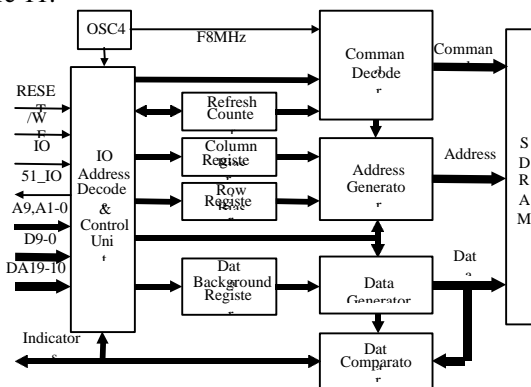 OSC4
F8MHz
Comman
Decode
r
Command
RESE
T
/W
E
IO
51_IO
A9,A1-0
D9-0
DA19-10
Indicator
s
IO
Address
Decode
&
Control
Uni
t
Refresh
Counte
r
Column
Registe
Row
Registe
Dat
a
Background
Registe
r
Address
Generato
r
Address
Data
Generator
Dat
a
Dat
Comparato
r
S
D
R
A
M